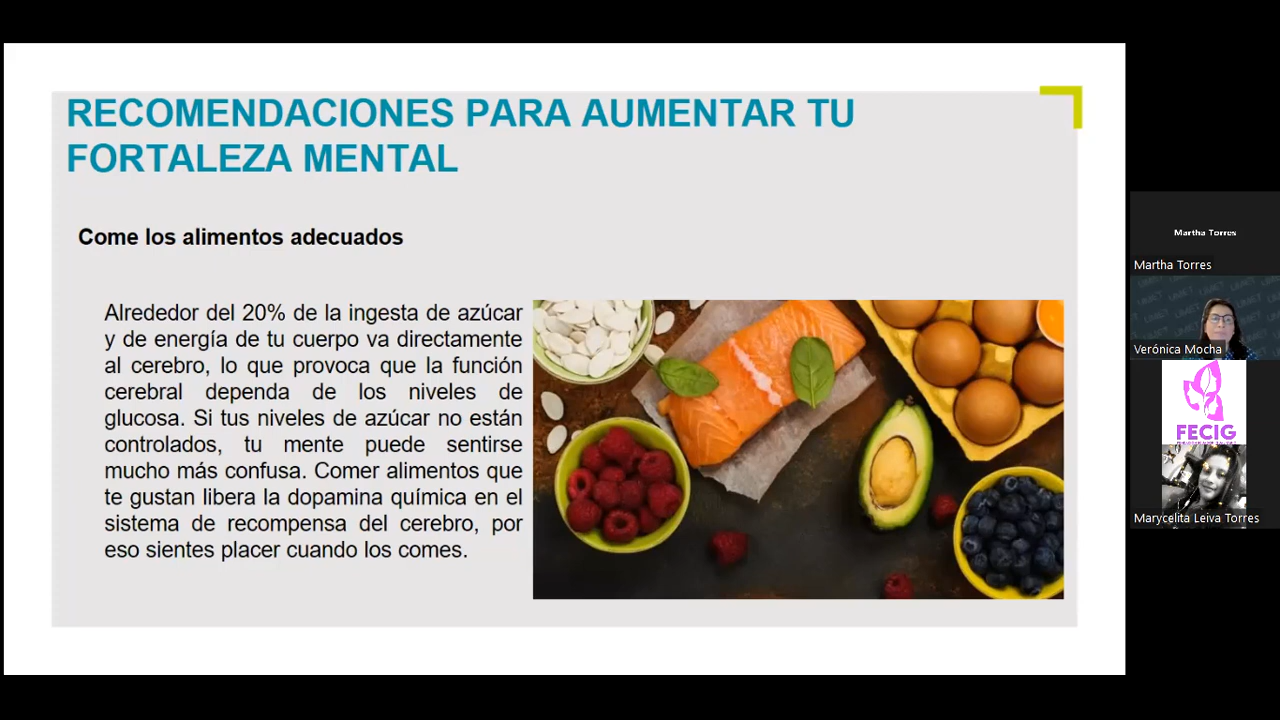 RECOMENDACIONES PARA AUMENTAR TU
FORTALEZA MENTAL
Come los alimentos adecuados
Alrededor del 20% de la ingesta de azúcar
y de energía de tu cuerpo va directamente
al cerebro, lo que provoca que la función
cerebral dependa de los niveles de
glucosa. Si tus niveles de azúcar no están
controlados, tu mente puede sentirse
mucho más confusa. Comer alimentos que
te gustan libera la dopamina química en el
sistema de recompensa del cerebro, por
eso sientes placer cuando los comes.
Martha Torres
Martha Torres
Verónica Mocha
FECIG
Marycelita Leiva Torres